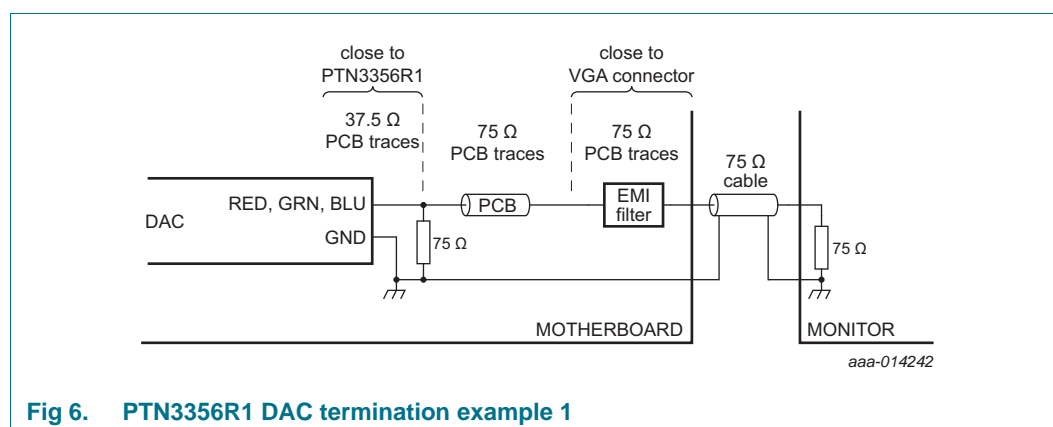 close to
PTN3356R1
close to
VGA connector
37.5 Ω
PCB traces
75 Ω
PCB traces
75 Ω
PCB traces
75 Ω
cable
DAC
RED, GRN, BLU
GND
PCB
EMI
filter
75 Ω
75 Ω
MOTHERBOARD
MONITOR
aaa-014242
Fig 6. PTN3356R1 DAC termination example 1